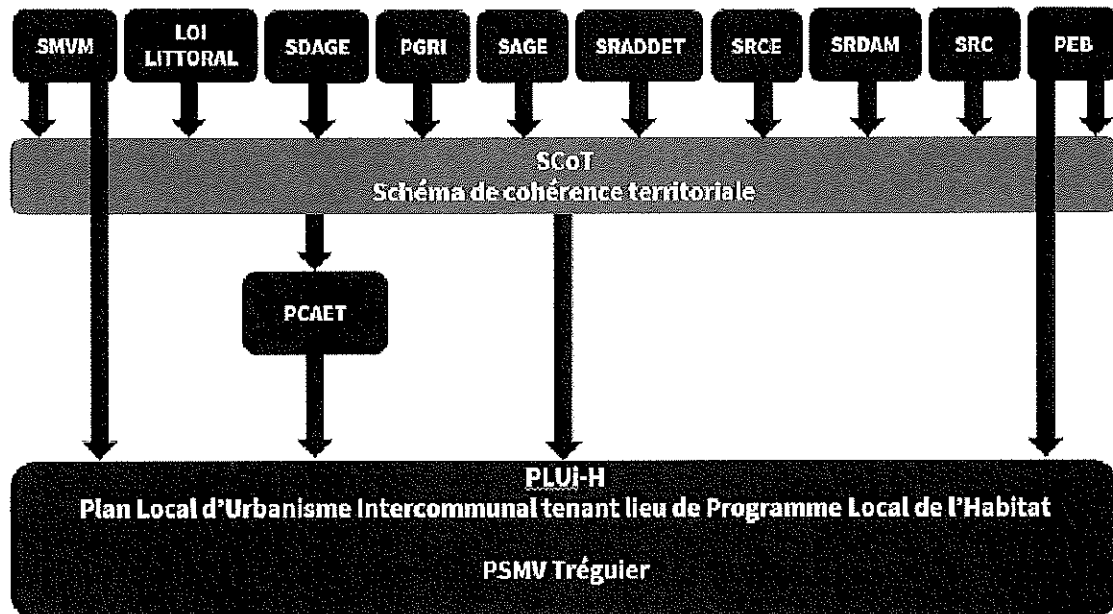 SMVM
LOI
LITTORAL
SDAGE
PGRI
SAGE
SRADDET
SRCE
SRDAM
SRC
PEB
SCoT
Schéma de cohérence territoriale
PCAET
PLUi-H
Plan Local d'Urbanisme Intercommunal tenant lieu de Programme Local de l'Habitat
PSMV Tréguier